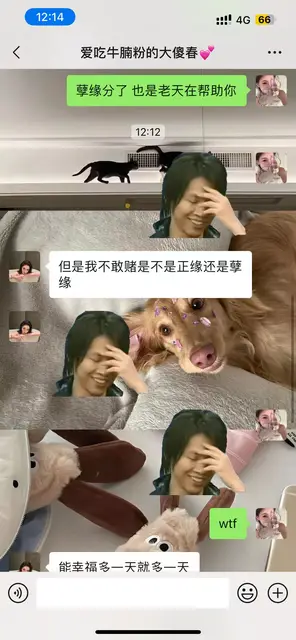 12:14
4G 66
爱吃牛腩粉的大傻春💕
孽缘分了 也是老天在帮助你
12:12
但是我不敢赌是不是正缘还是孽
缘
wtf
能幸福多一天就多一天